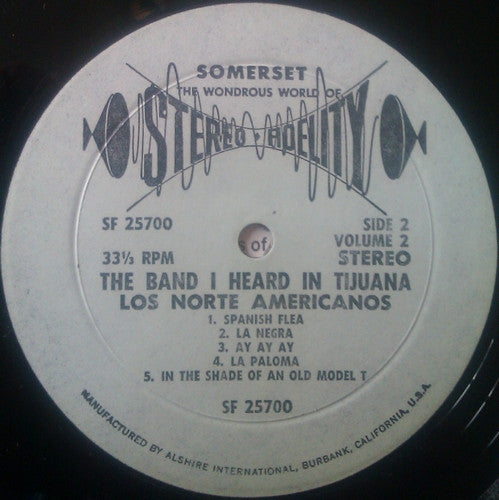 SOMERSET
THE WONDROUS WORLD OF
STEREO-FIDELITY
SF 25700
SIDE 2
VOLUME 2
33⅓ RPM
s of
STEREO
THE BAND I HEARD IN TIJUANA
LOS NORTE AMERICANOS
1. SPANISH FLEA
2. LA NEGRA
3. AY AY AY
4. LA PALOMA
5. IN THE SHADE OF AN OLD MODEL T
SF 25700
MANUFACTURED BY ALSHIRE INTERNATIONAL, BURBANK, CALIFORNIA, U.S.A.